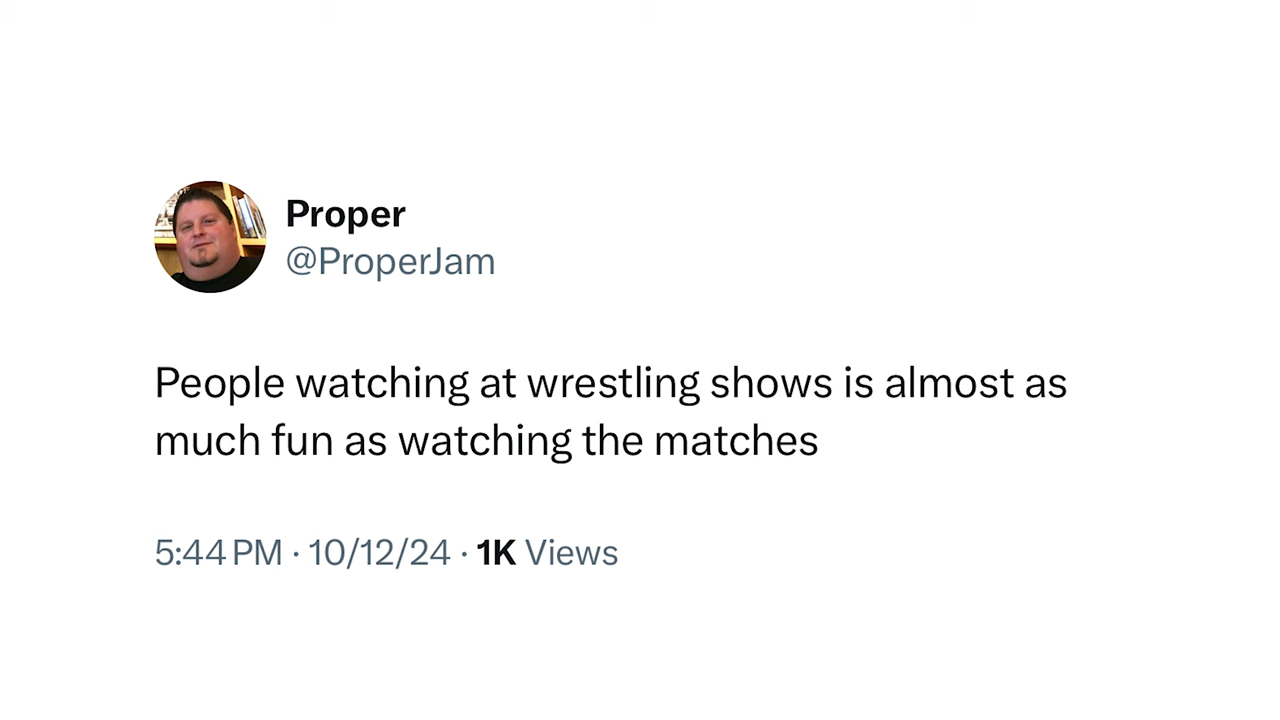 Proper
@ProperJam
People watching at wrestling shows is almost as
much fun as watching the matches
5:44 PM · 10/12/24 · 1K Views